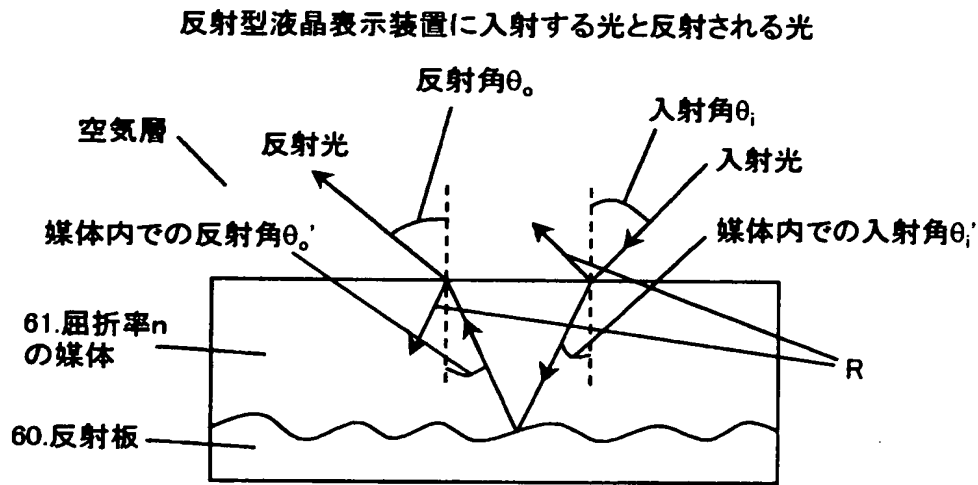 反射型液晶表示装置に入射する光と反射される光
反射角θo
入射角θi
空気層
反射光
入射光
媒体内での反射角θo'
媒体内での入射角θi'
61.屈折率n
の媒体
R
60.反射板